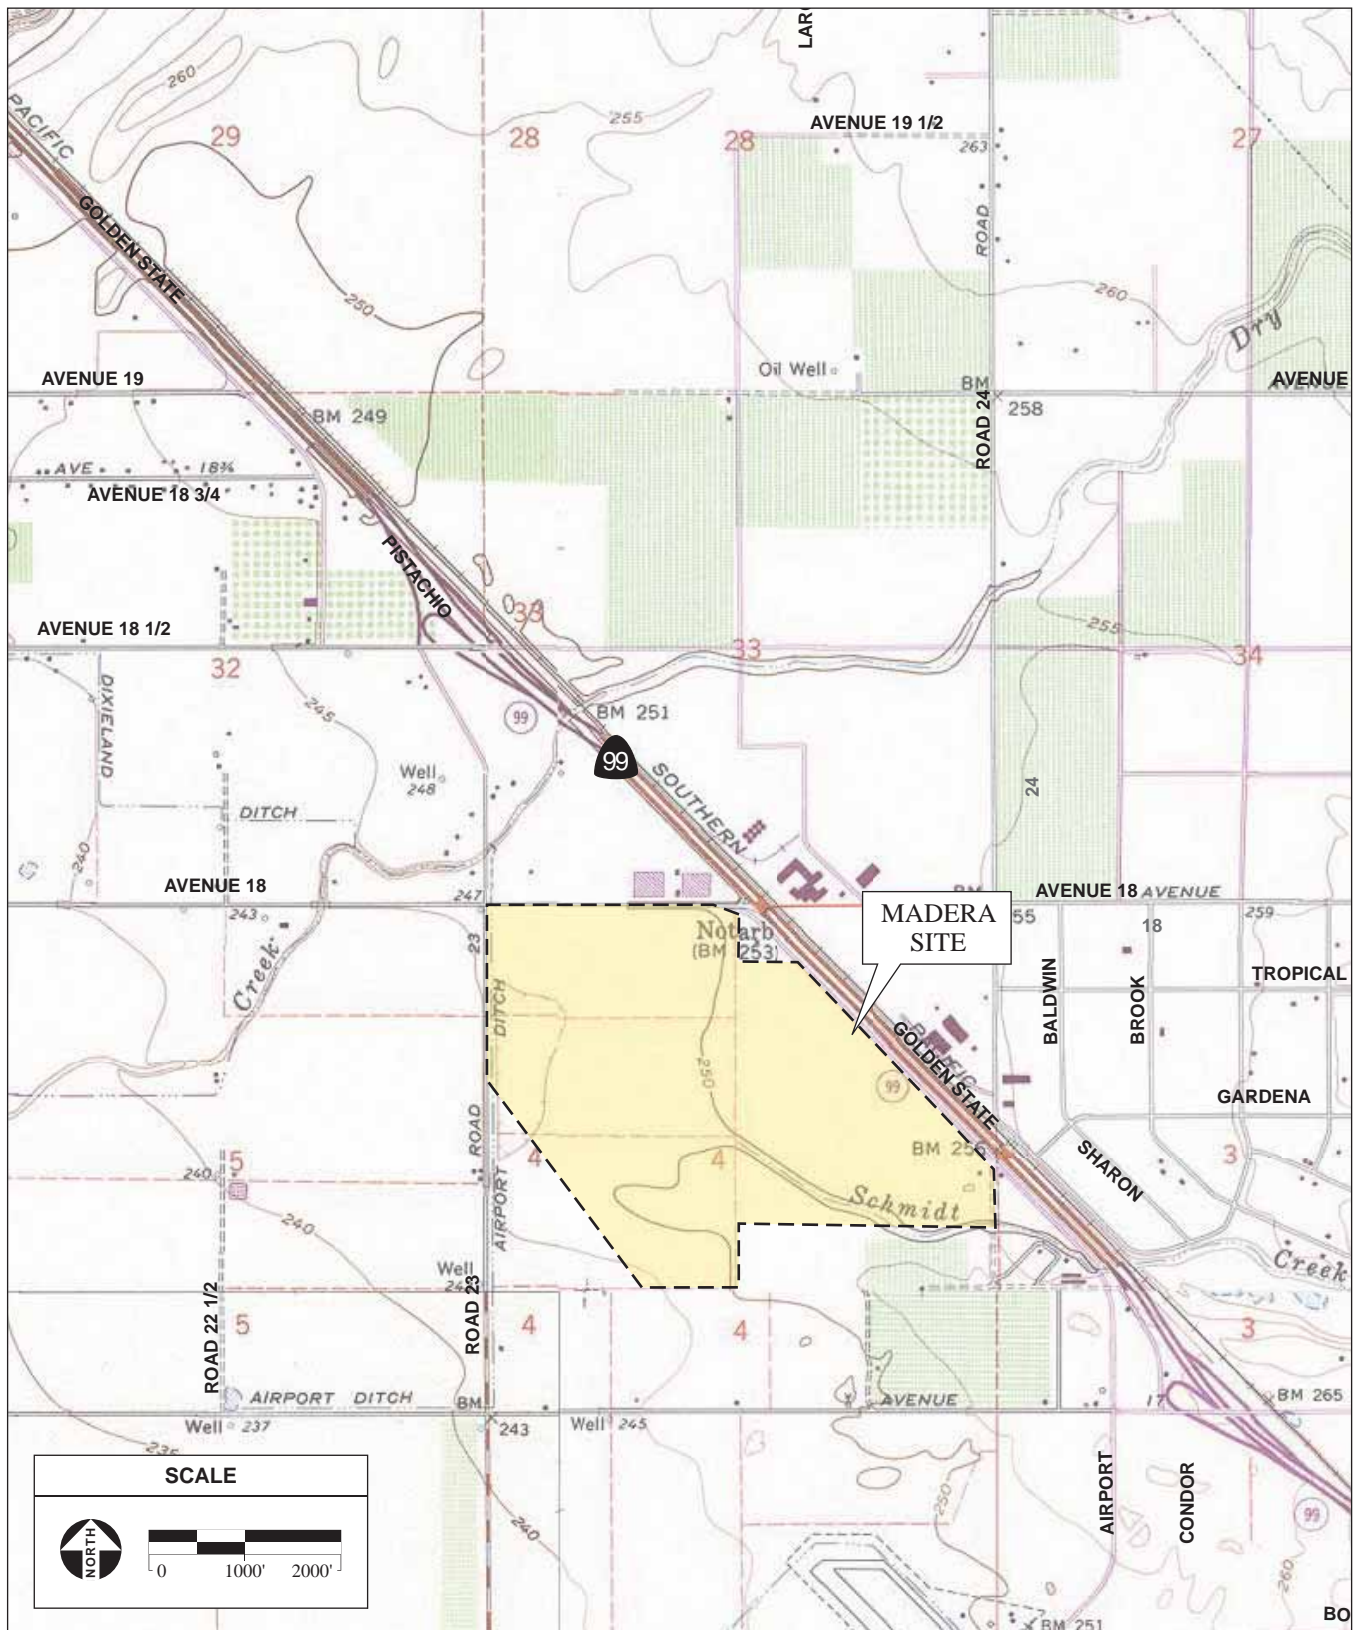 LARG
260
PACIFIC
29
28
255
28
AVENUE 19 1/2
263
27
GOLDEN STATE
ROAD
250
260
Dry
Oil Well
AVENUE 19
BM
AVENUE
AVENUE
BM 249
ROAD 24
258
AVE 18¾
AVENUE 18 3/4
PISTACHIO
33
255
AVENUE 18 1/2
32
33
34
DIXIELAND
245
99
BM 251
99
SOUTHERN
Well
248
24
DITCH
240
AVENUE 18
247
BM
AVENUE 18
AVENUE
243
MADERA
SITE
55
18
259
Notarb
(BM 253)
23
Creek
DITCH
BALDWIN
BROOK
TROPICAL
PACIFIC
GOLDEN STATE
250
99
GARDENA
ROAD
BM 256
SHARON
5
240
4
4
3
AIRPORT
Schmidt
240
Creek
Well
ROAD 22 1/2
ROAD 23
5
4
4
3
AIRPORT DITCH
BM
AVENUE
17
BM 265
Well 237
243
Well 245
235
SCALE
AIRPORT
CONDOR
250
99
240
NORTH
0 1000' 2000'
260
BM 251
BO